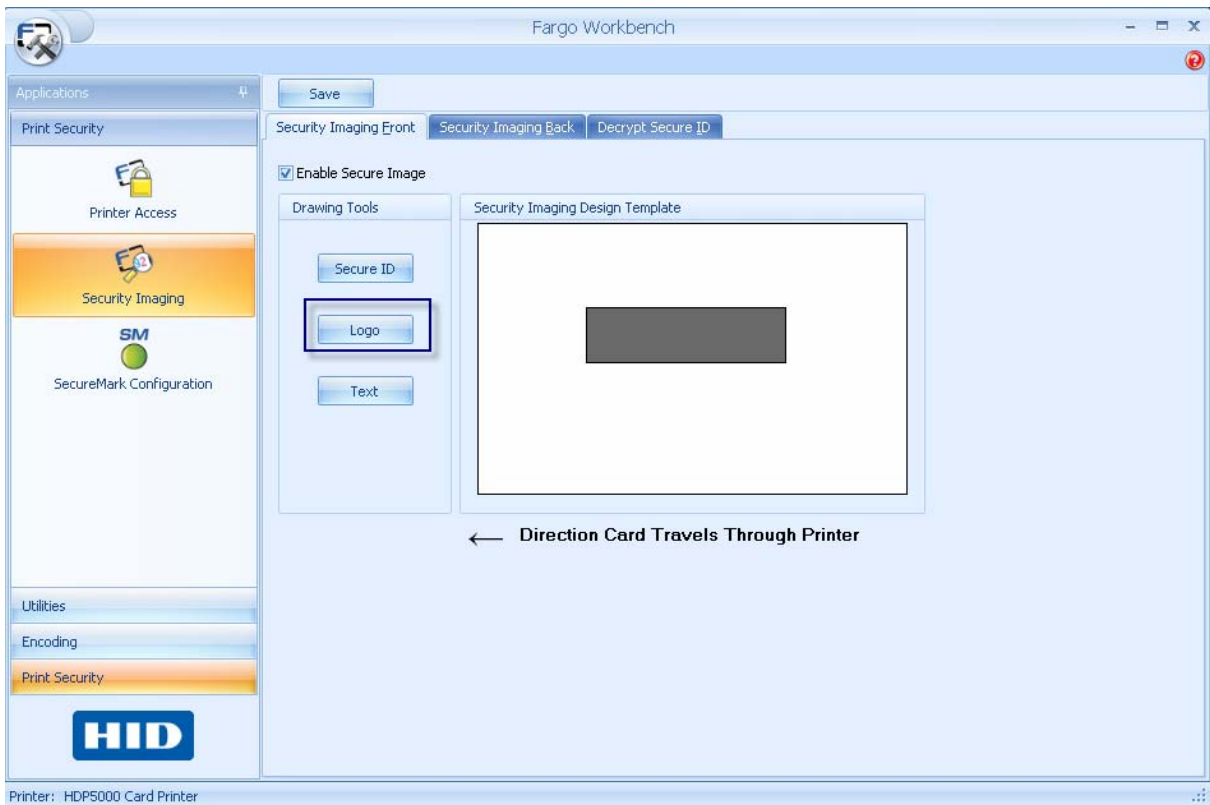 Fargo Workbench
Applications
Save
Print Security
Security Imaging Front
Security Imaging Back
Decrypt Secure ID
Enable Secure Image
Printer Access
Drawing Tools
Security Imaging Design Template
Secure ID
Security Imaging
Logo
SM
SecureMark Configuration
Text
Direction Card Travels Through Printer
Utilities
Encoding
Print Security
HID
Printer: HDP5000 Card Printer